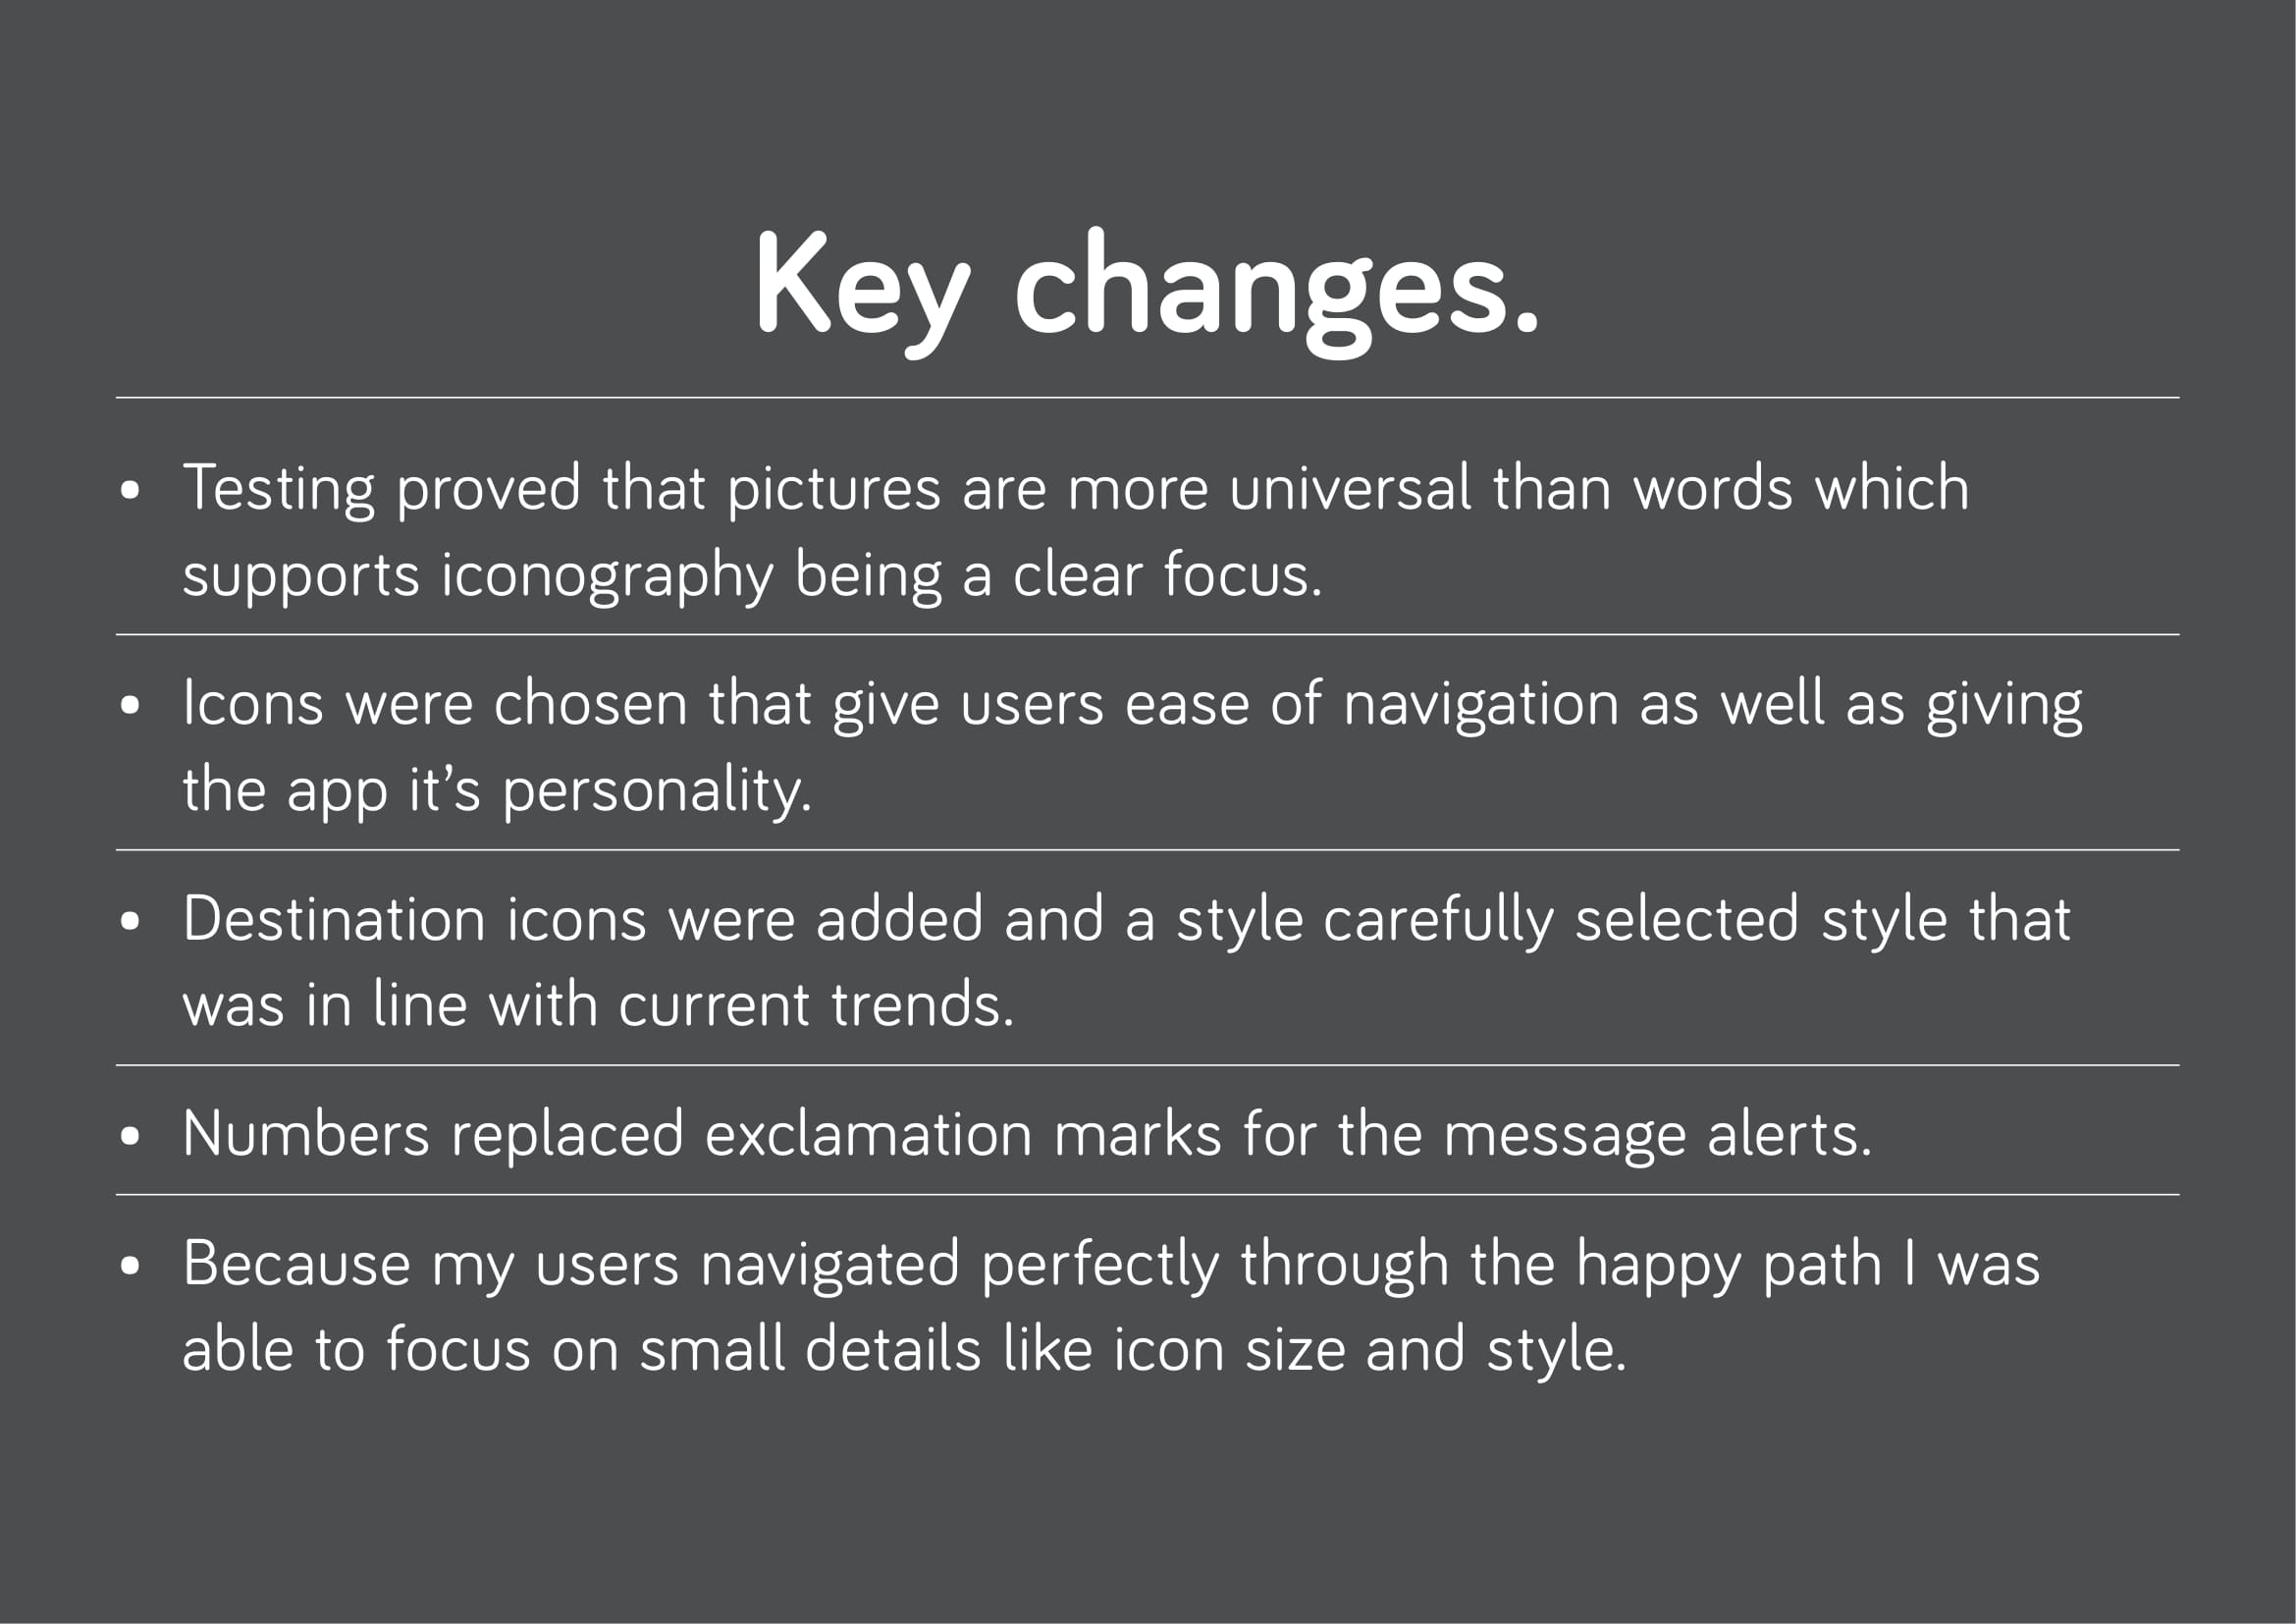 Key changes.
• Testing proved that pictures are more universal than words which
supports iconography being a clear focus.
• Icons were chosen that give users ease of navigation as well as giving
the app it’s personality.
• Destination icons were added and a style carefully selected style that
was in line with current trends.
• Numbers replaced exclamation marks for the message alerts.
• Because my users navigated perfectly through the happy path I was
able to focus on small details like icon size and style.